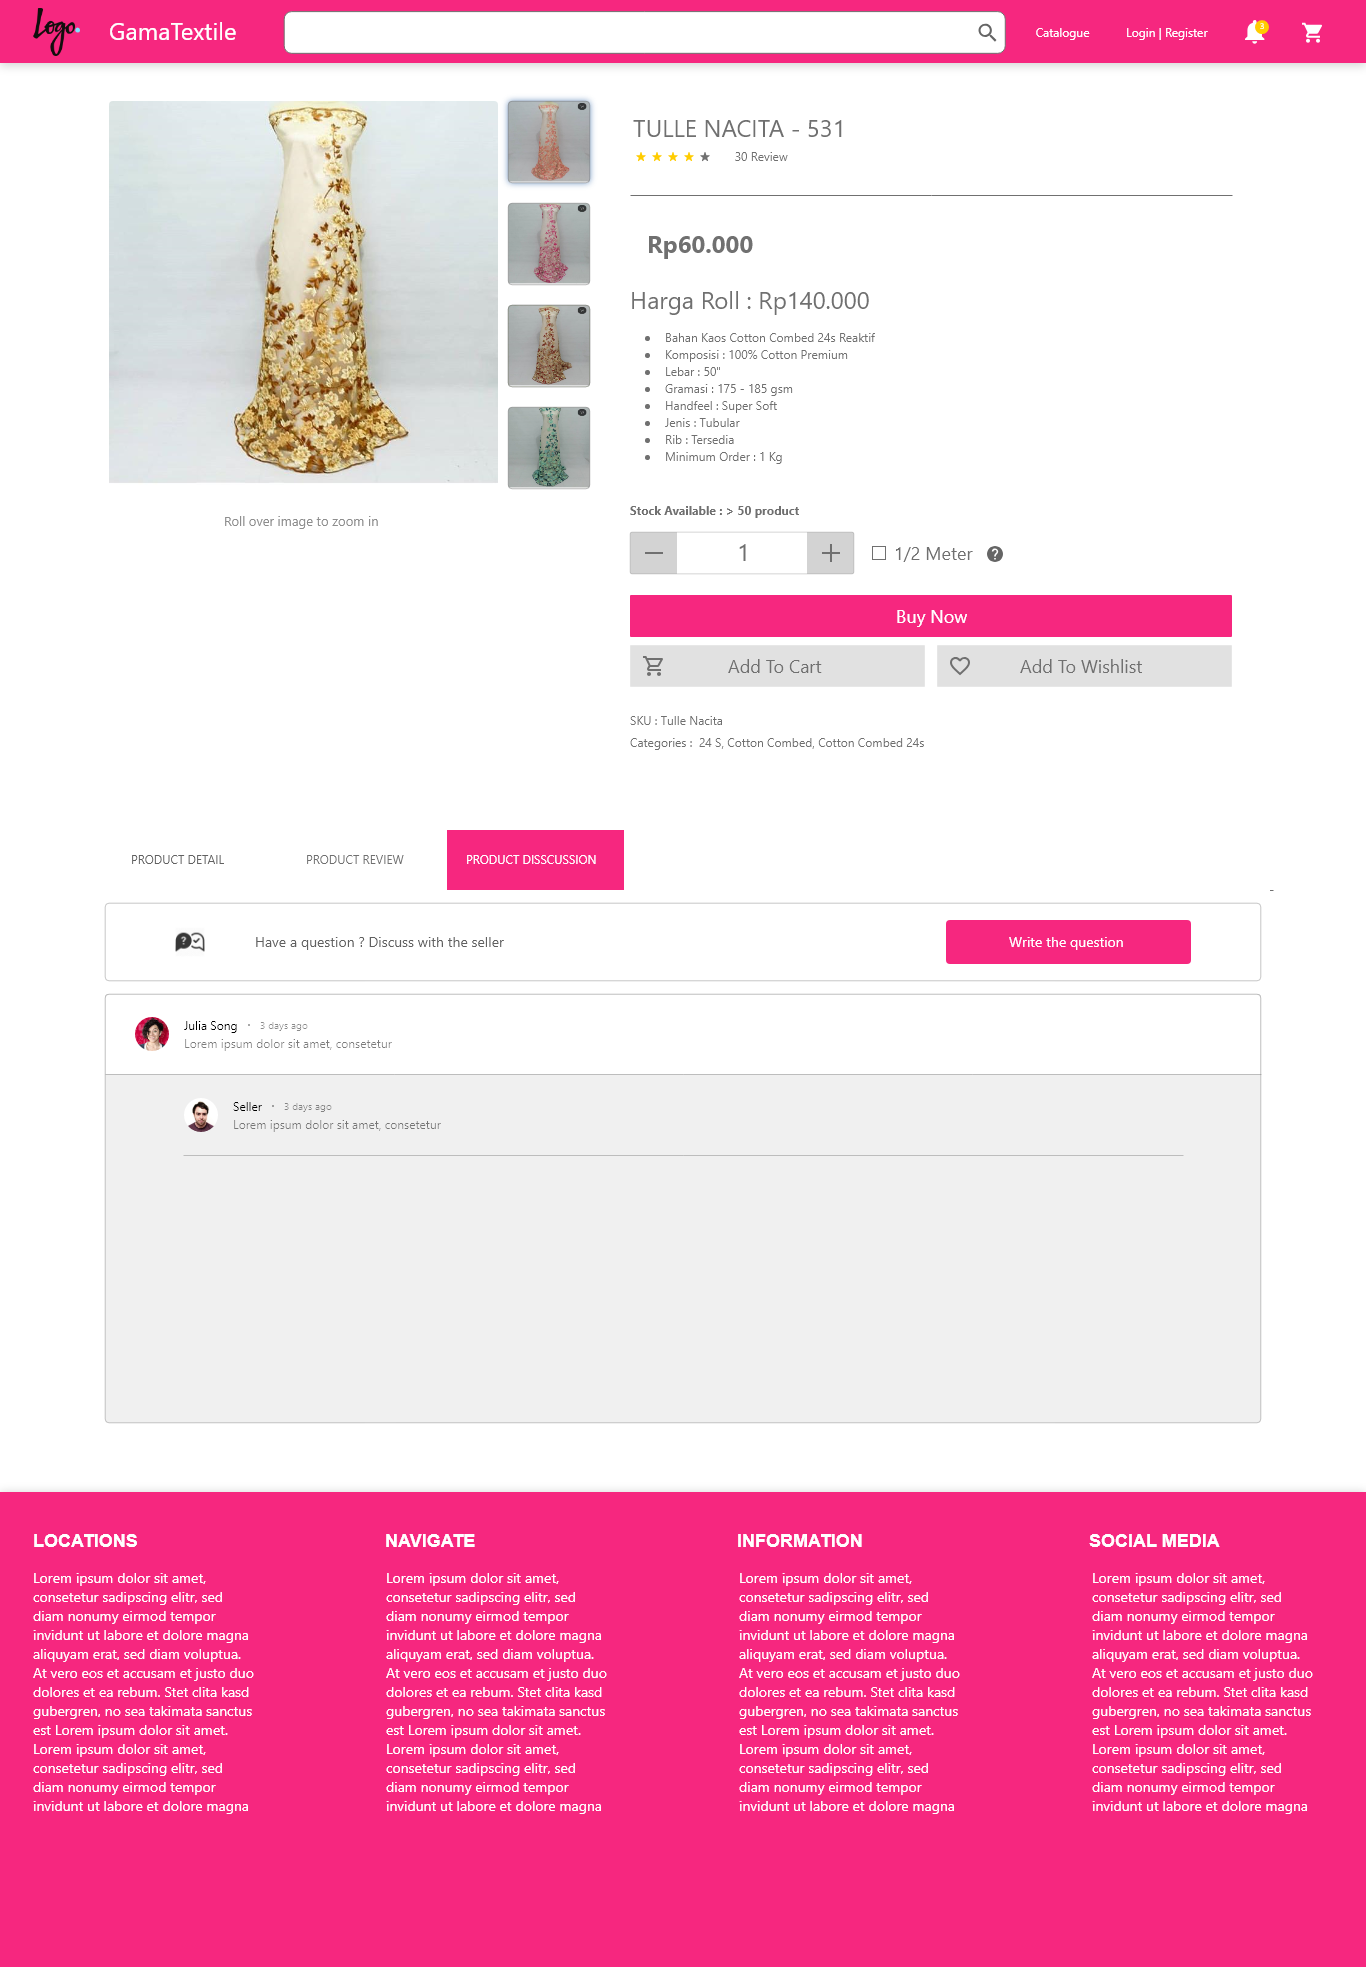 Logo.
GamaTextile
Catalogue
Login | Register
3
TULLE NACITA - 531
30 Review
Rp60.000
Harga Roll : Rp140.000
Bahan Kaos Cotton Combed 24s Reaktif
Komposisi : 100% Cotton Premium
Lebar : 50"
Gramasi : 175 - 185 gsm
Handfeel : Super Soft
Jenis : Tubular
Rib : Tersedia
Minimum Order : 1 Kg
Roll over image to zoom in
Stock Available : > 50 product
1
1/2 Meter
Buy Now
Add To Cart
Add To Wishlist
SKU : Tulle Nacita
Categories : 24 S, Cotton Combed, Cotton Combed 24s
PRODUCT DETAIL
PRODUCT REVIEW
PRODUCT DISSCUSSION
-
Have a question ? Discuss with the seller
Write the question
Julia Song · 3 days ago
Lorem ipsum dolor sit amet, consetetur
Seller · 3 days ago
Lorem ipsum dolor sit amet, consetetur
LOCATIONS
Lorem ipsum dolor sit amet,
consetetur sadipscing elitr, sed
diam nonumy eirmod tempor
invidunt ut labore et dolore magna
aliquyam erat, sed diam voluptua.
At vero eos et accusam et justo duo
dolores et ea rebum. Stet clita kasd
gubergren, no sea takimata sanctus
est Lorem ipsum dolor sit amet.
Lorem ipsum dolor sit amet,
consetetur sadipscing elitr, sed
diam nonumy eirmod tempor
invidunt ut labore et dolore magna
NAVIGATE
Lorem ipsum dolor sit amet,
consetetur sadipscing elitr, sed
diam nonumy eirmod tempor
invidunt ut labore et dolore magna
aliquyam erat, sed diam voluptua.
At vero eos et accusam et justo duo
dolores et ea rebum. Stet clita kasd
gubergren, no sea takimata sanctus
est Lorem ipsum dolor sit amet.
Lorem ipsum dolor sit amet,
consetetur sadipscing elitr, sed
diam nonumy eirmod tempor
invidunt ut labore et dolore magna
INFORMATION
Lorem ipsum dolor sit amet,
consetetur sadipscing elitr, sed
diam nonumy eirmod tempor
invidunt ut labore et dolore magna
aliquyam erat, sed diam voluptua.
At vero eos et accusam et justo duo
dolores et ea rebum. Stet clita kasd
gubergren, no sea takimata sanctus
est Lorem ipsum dolor sit amet.
Lorem ipsum dolor sit amet,
consetetur sadipscing elitr, sed
diam nonumy eirmod tempor
invidunt ut labore et dolore magna
SOCIAL MEDIA
Lorem ipsum dolor sit amet,
consetetur sadipscing elitr, sed
diam nonumy eirmod tempor
invidunt ut labore et dolore magna
aliquyam erat, sed diam voluptua.
At vero eos et accusam et justo duo
dolores et ea rebum. Stet clita kasd
gubergren, no sea takimata sanctus
est Lorem ipsum dolor sit amet.
Lorem ipsum dolor sit amet,
consetetur sadipscing elitr, sed
diam nonumy eirmod tempor
invidunt ut labore et dolore magna